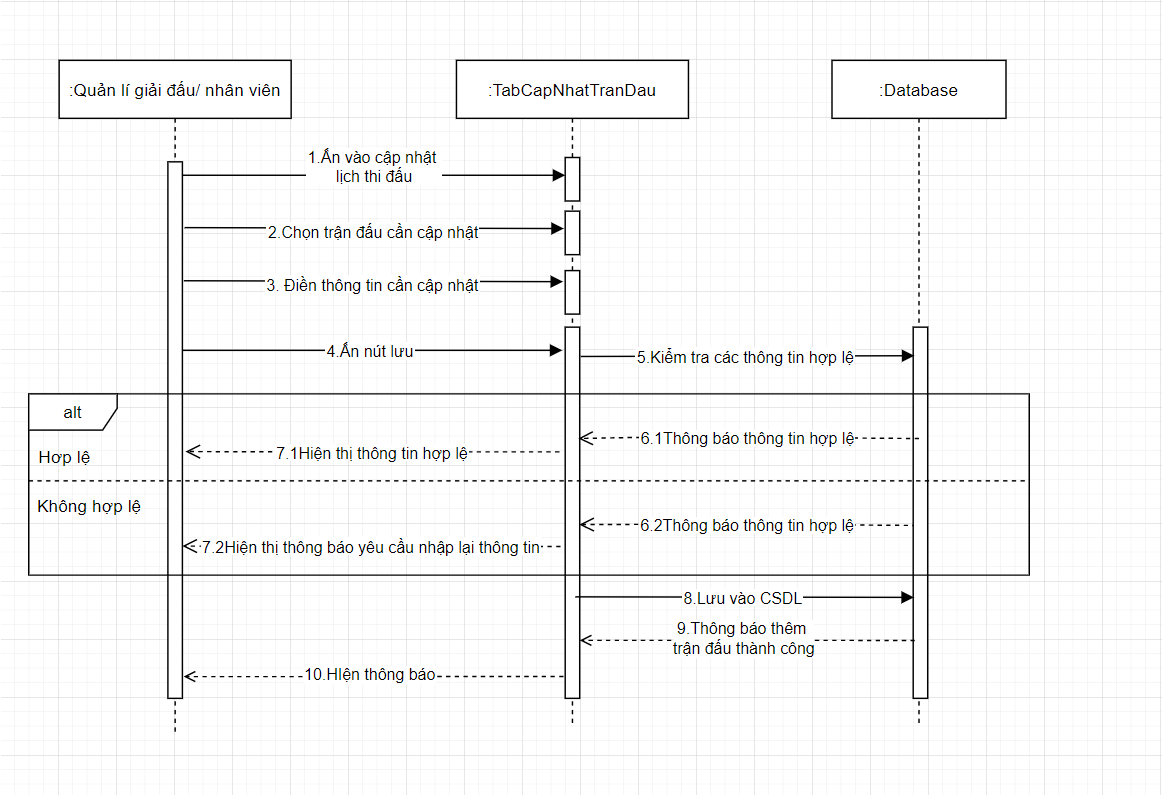 :Quản lí giải đấu/ nhân viên
:TabCapNhatTranDau
:Database
1.Ấn vào cập nhật
lịch thi đấu
2.Chọn trận đấu cần cập nhật
3. Điền thông tin cần cập nhật
4.Ấn nút lưu
5.Kiểm tra các thông tin hợp lệ
alt
Hơp lệ
6.1Thông báo thông tin hợp lệ
7.1Hiện thị thông tin hợp lệ
Không hợp lệ
6.2Thông báo thông tin hợp lệ
7.2Hiện thị thông báo yêu cầu nhập lại thông tin
8.Lưu vào CSDL
9.Thông báo thêm
trận đấu thành công
10.HIện thông báo